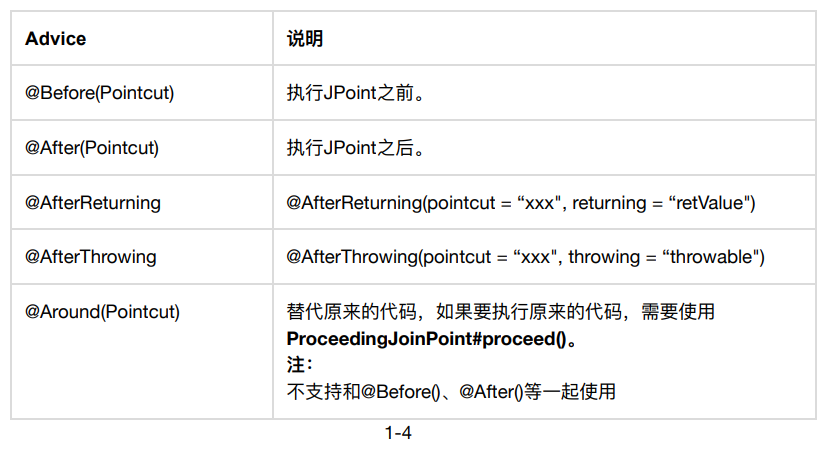 Advice 说明
@Before(Pointcut) 执行JPoint之前。
@After(Pointcut) 执行JPoint之后。
@AfterReturning @AfterReturning(pointcut = “xxx", returning = “retValue")
@AfterThrowing @AfterThrowing(pointcut = “xxx", throwing = “throwable")
@Around(Pointcut) 替代原来的代码，如果要执行原来的代码，需要使用
ProceedingJoinPoint#proceed()。
注：
不支持和@Before()、@After()等一起使用
1-4